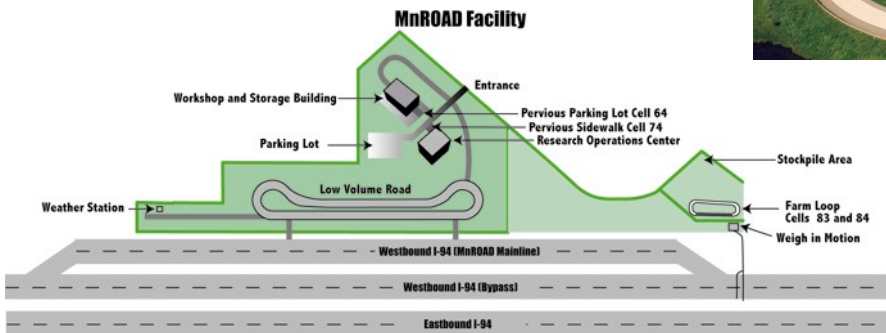 MnROAD Facility
Entrance
Workshop and Storage Building
Pervious Parking Lot Cell 64
Pervious Sidewalk Cell 74
Parking Lot
Research Operations Center
Stockpile Area
Low Volume Road
Weather Station
Farm Loop
Cells 83 and 84
Weigh in Motion
Westbound I-94 (MnROAD Mainline)
Westbound I-94 (Bypass)
Eastbound I-94